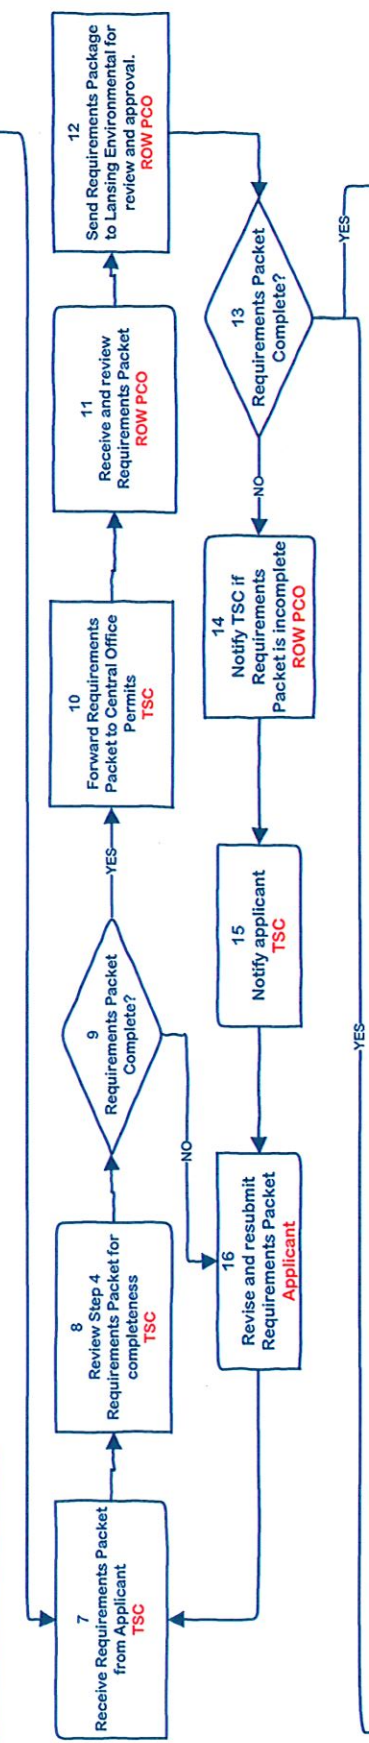 7
Receive Requirements Packet
from Applicant
TSC
8
Review Step 4
Requirements Packet for
completeness
TSC
9
Requirements Packet
Complete?
YES
NO
10
Forward Requirements
Packet to Central Office
Permits
TSC
11
Receive and review
Requirements Packet
ROW PCO
12
Send Requirements Package
to Lansing Environmental for
review and approval.
ROW PCO
13
Requirements Packet
Complete?
YES
NO
14
Notify TSC if
Requirements
Packet is incomplete
ROW PCO
15
Notify applicant
TSC
16
Revise and resubmit
Requirements Packet
Applicant
YES